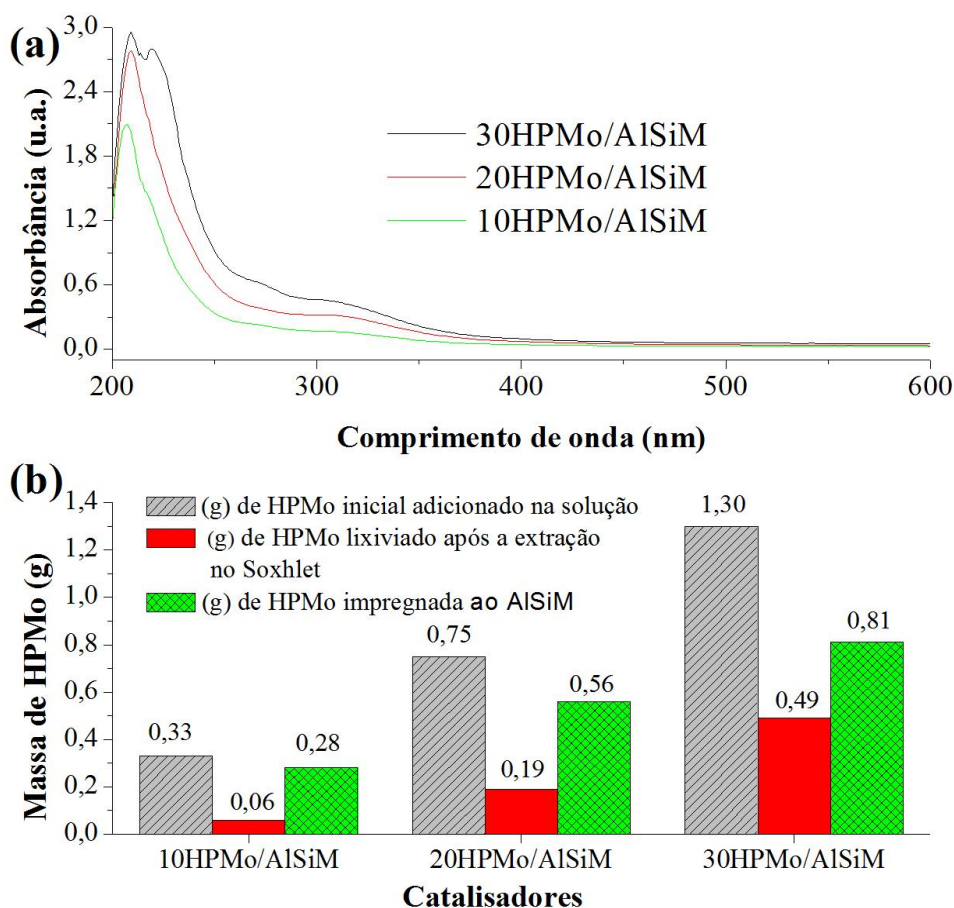 (a)
3,0
2,4
1,8
1,2
0,6
0,0
Absorbância (u.a.)
30HPMo/AlSiM
20HPMo/AlSiM
10HPMo/AlSiM
200
300
400
500
600
Comprimento de onda (nm)
(b)
1,4
1,2
1,0
0,8
0,6
0,4
0,2
0,0
Massa de HPMo (g)
(g) de HPMo inicial adicionado na solução
(g) de HPMo lixiviado após a extração
no Soxhlet
(g) de HPMo impregnada ao AlSiM
0,33
0,06
0,28
0,75
0,19
0,56
1,30
0,49
0,81
10HPMo/AlSiM
20HPMo/AlSiM
30HPMo/AlSiM
Catalisadores